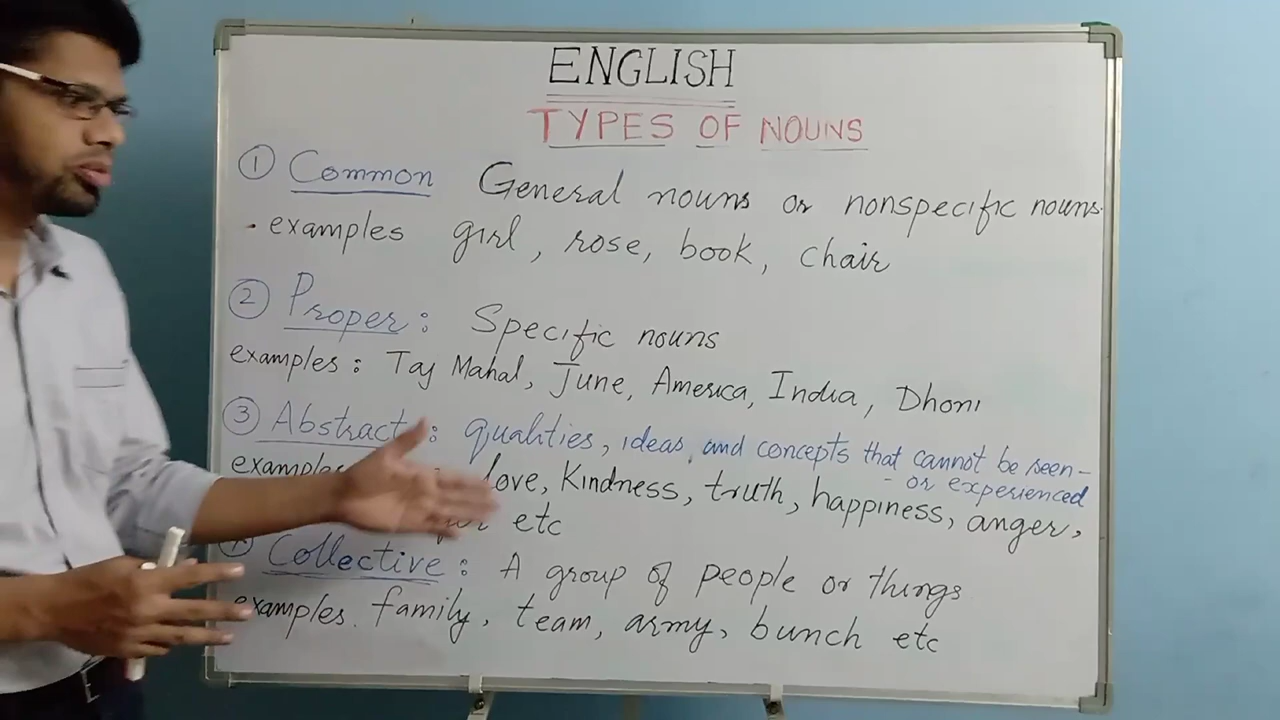 ENGLISH
TYPES OF NOUNS
① Common General nouns or nonspecific nouns.
• examples girl, rose, book, chair
② Proper: Specific nouns
examples: Taj Mahal, June, America, India, Dhoni
③ Abstract: qualities, ideas, and concepts that cannot be seen-
- or experienced
examples love, Kindness, truth, happiness, anger,
etc
Collective: A group of people or things
examples. family, team, army, bunch etc